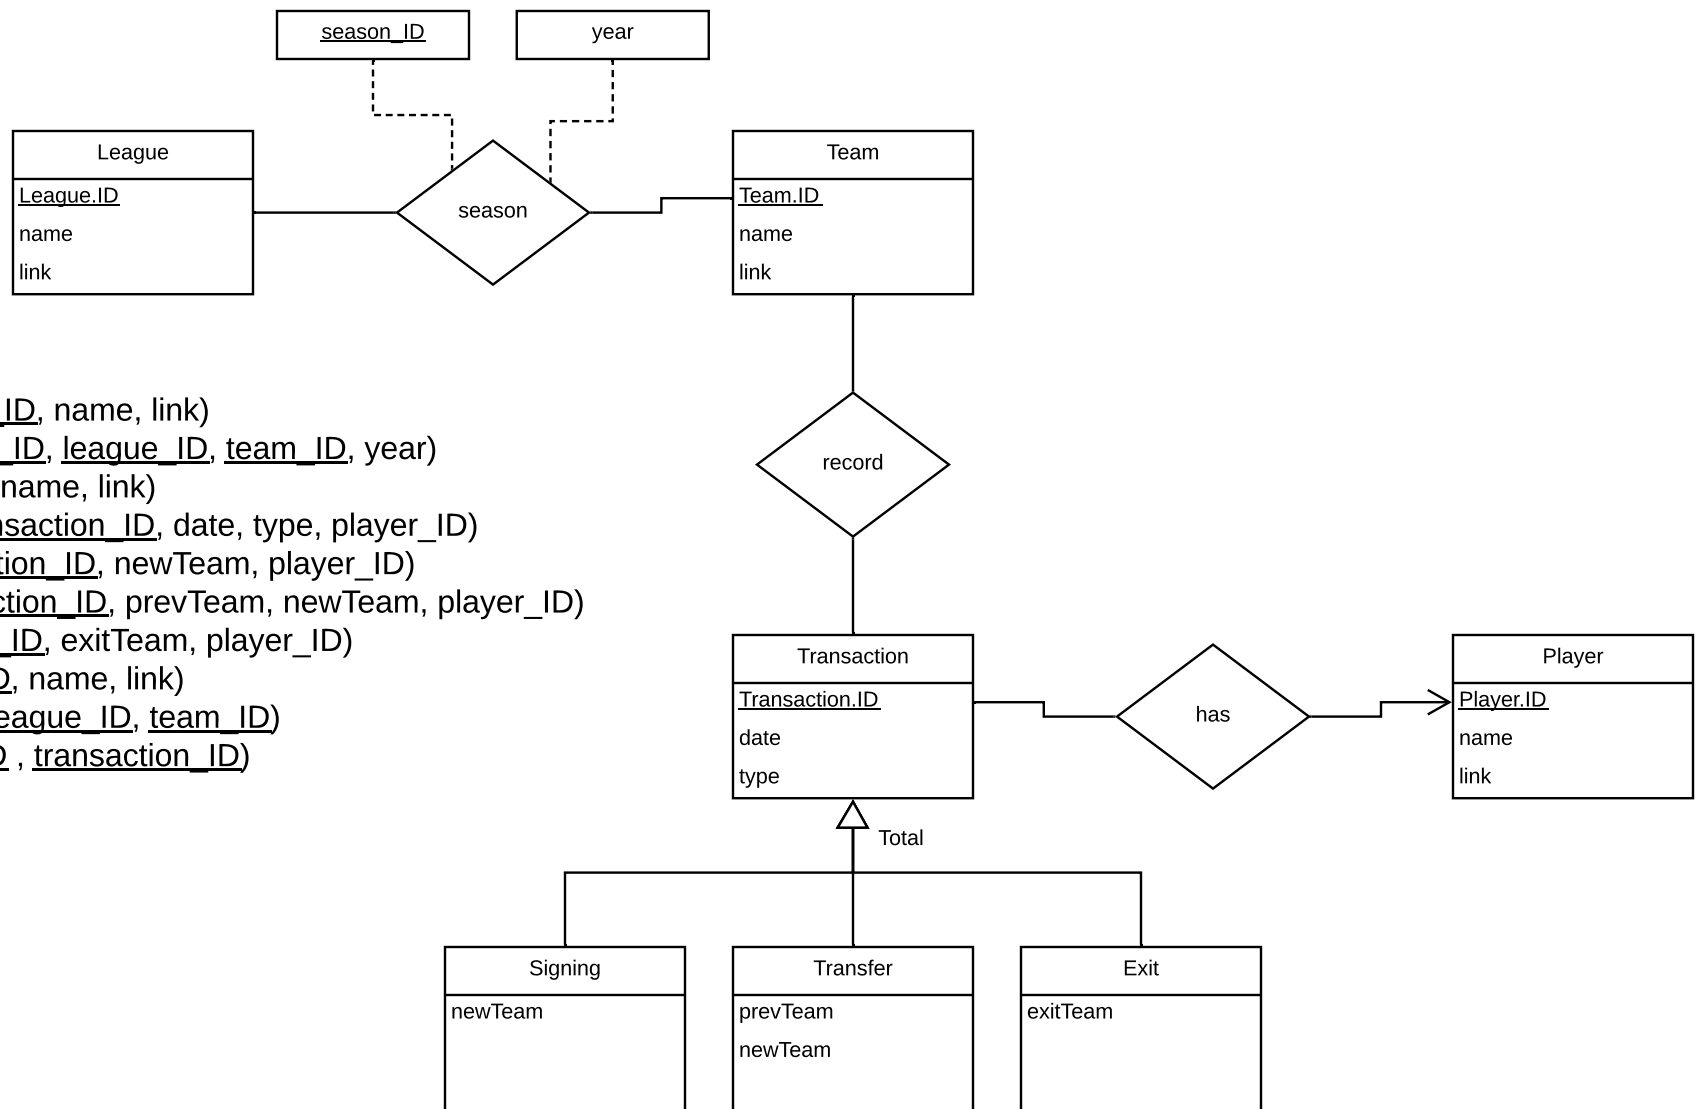 season_ID
year
League
League.ID
name
link
season
Team
Team.ID
name
link
_ID, name, link)
_ID, league_ID, team_ID, year)
name, link)
nsaction_ID, date, type, player_ID)
tion_ID, newTeam, player_ID)
ction_ID, prevTeam, newTeam, player_ID)
_ID, exitTeam, player_ID)
D, name, link)
eague_ID, team_ID)
D , transaction_ID)
record
Transaction
Transaction.ID
date
type
has
Player
Player.ID
name
link
Total
Signing
newTeam
Transfer
prevTeam
newTeam
Exit
exitTeam